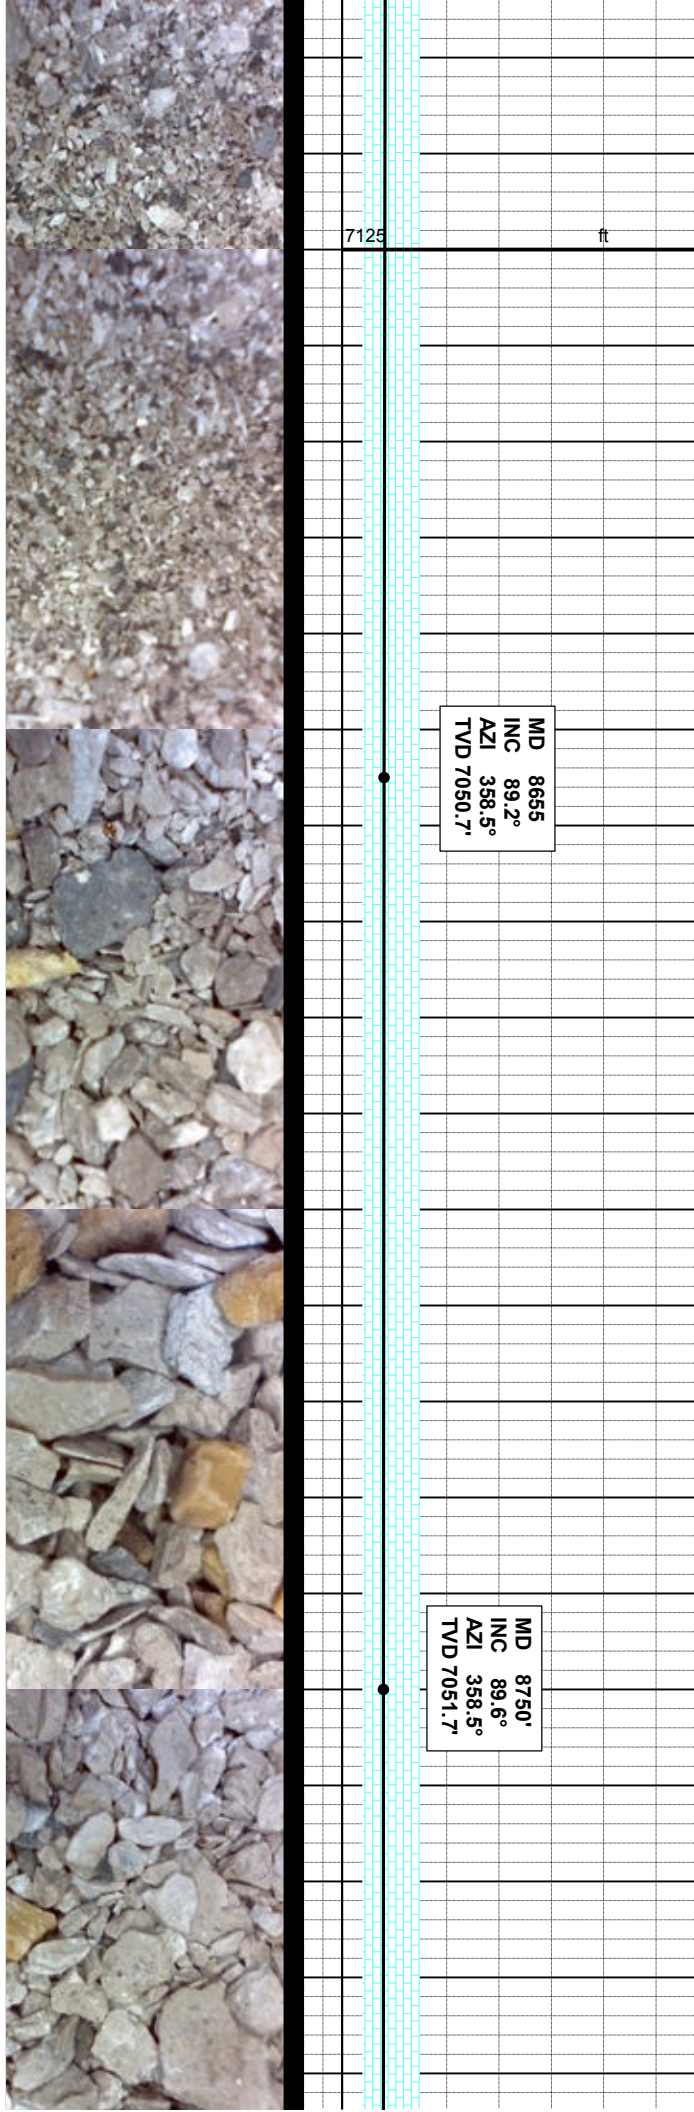 7125 ft
MD 8655
INC 89.2°
AZI 358.5°
TVD 7050.7'
MD 8750'
INC 89.6°
AZI 358.5°
TVD 7051.7'